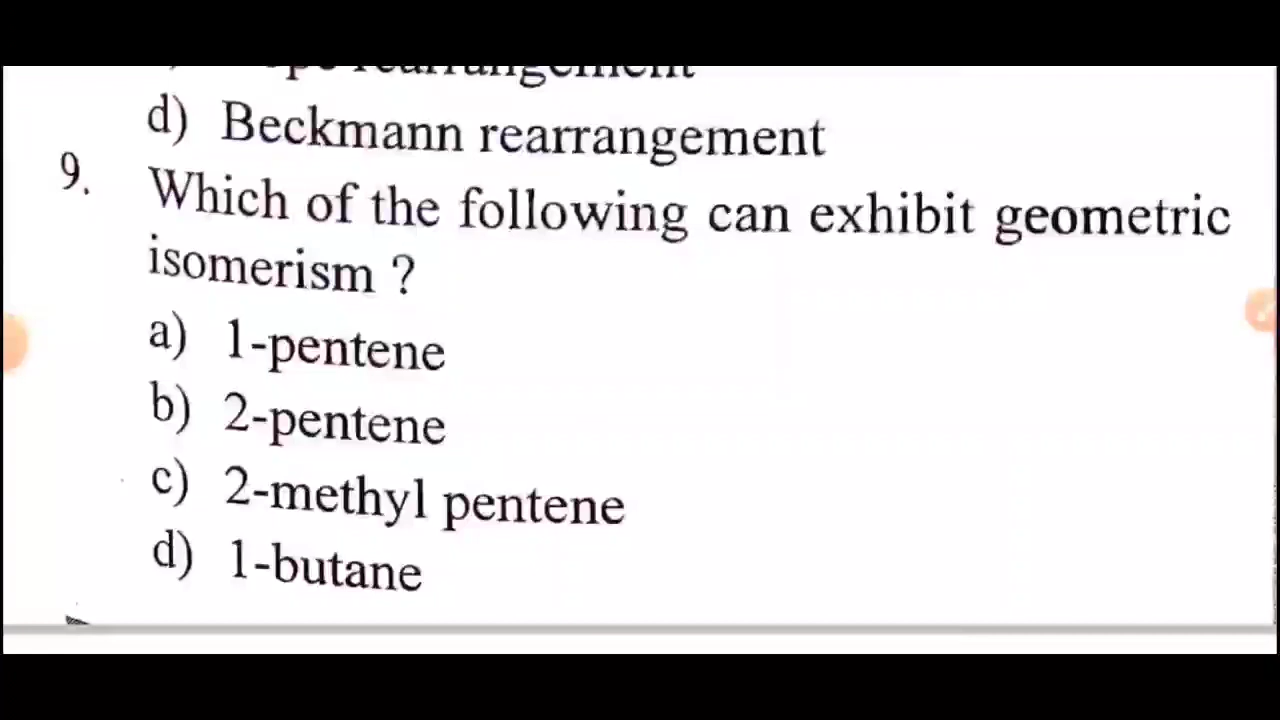 rearrangement
d) Beckmann rearrangement
9. Which of the following can exhibit geometric
isomerism ?
a) 1-pentene
b) 2-pentene
c) 2-methyl pentene
d) 1-butane